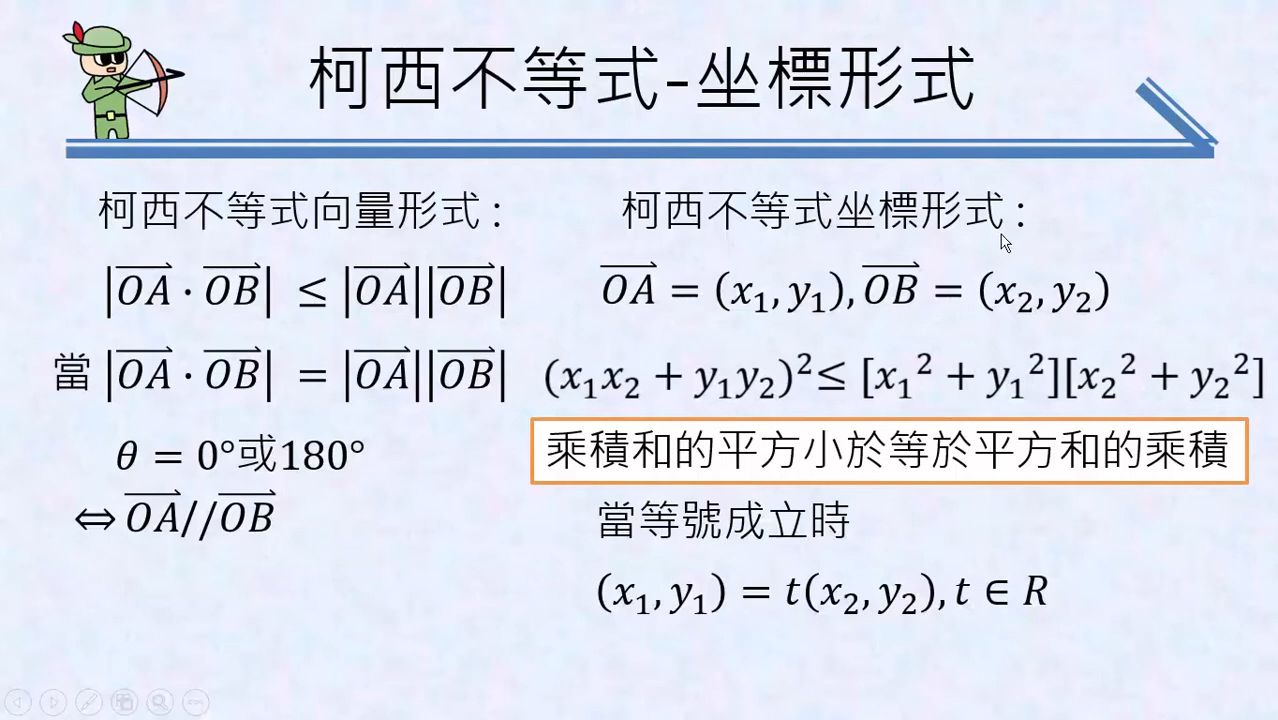 柯西不等式-坐標形式
柯西不等式向量形式：
|OA⃗ · OB⃗| ≤ |OA⃗||OB⃗|
當 |OA⃗ · OB⃗| = |OA⃗||OB⃗|
θ = 0°或180°
⇔ OA⃗//OB⃗
柯西不等式坐標形式：
OA⃗ = (x₁, y₁), OB⃗ = (x₂, y₂)
(x₁x₂ + y₁y₂)² ≤ [x₁² + y₁²][x₂² + y₂²]
乘積和的平方小於等於平方和的乘積
當等號成立時
(x₁, y₁) = t(x₂, y₂), t ∈ R